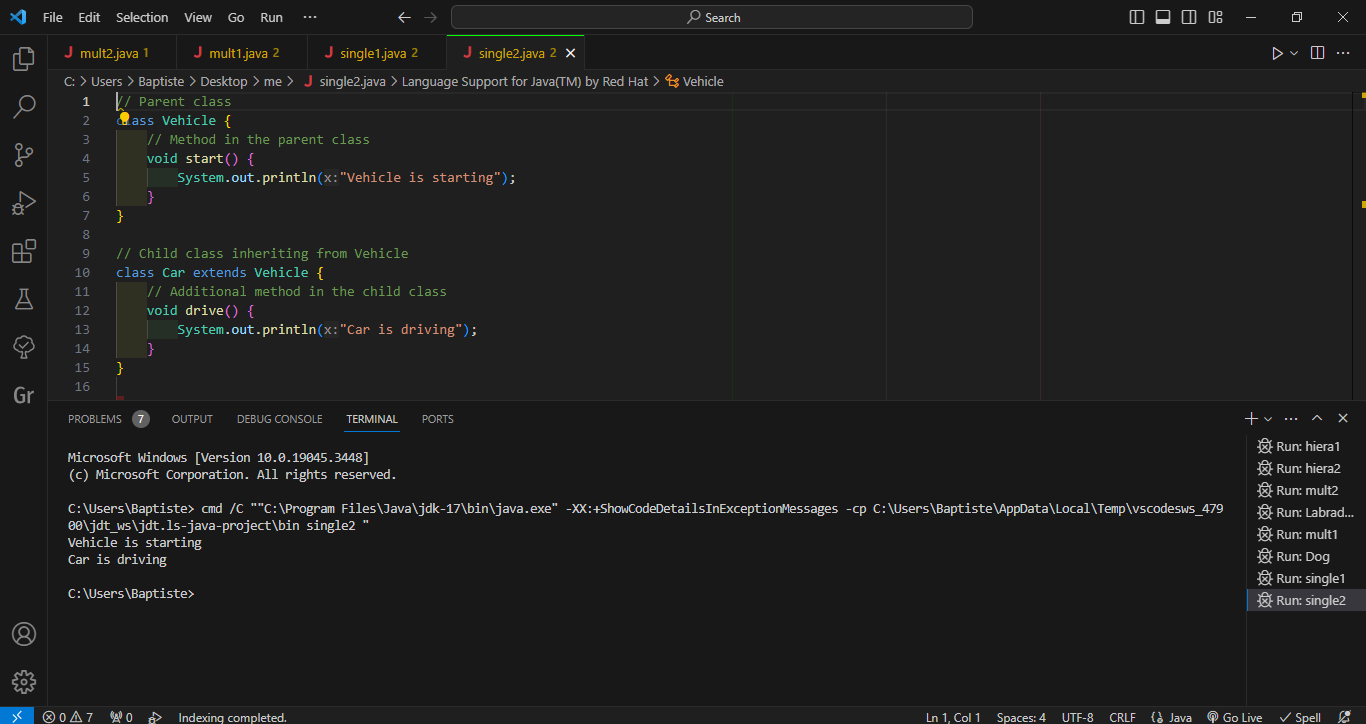 File Edit Selection View Go Run ··· Search
mult2.java 1 mult1.java 2 single1.java 2 single2.java 2
C: > Users > Baptiste > Desktop > me > single2.java > Language Support for Java(TM) by Red Hat > Vehicle
1 // Parent class
2 class Vehicle {
3 // Method in the parent class
4 void start() {
5 System.out.println(x:"Vehicle is starting");
6 }
7 }
8
9 // Child class inheriting from Vehicle
10 class Car extends Vehicle {
11 // Additional method in the child class
12 void drive() {
13 System.out.println(x:"Car is driving");
14 }
15 }
16
PROBLEMS 7 OUTPUT DEBUG CONSOLE TERMINAL PORTS
Microsoft Windows [Version 10.0.19045.3448]
(c) Microsoft Corporation. All rights reserved.
C:\Users\Baptiste> cmd /C ""C:\Program Files\Java\jdk-17\bin\java.exe" -XX:+ShowCodeDetailsInExceptionMessages -cp C:\Users\Baptiste\AppData\Local\Temp\vscodesws_479
00\jdt_ws\jdt.ls-java-project\bin single2 "
Vehicle is starting
Car is driving
C:\Users\Baptiste>
Run: hiera1
Run: hiera2
Run: mult2
Run: Labrad...
Run: mult1
Run: Dog
Run: single1
Run: single2
Gr
0 7 0 Indexing completed. Ln 1, Col 1 Spaces: 4 UTF-8 CRLF {} Java Go Live Spell